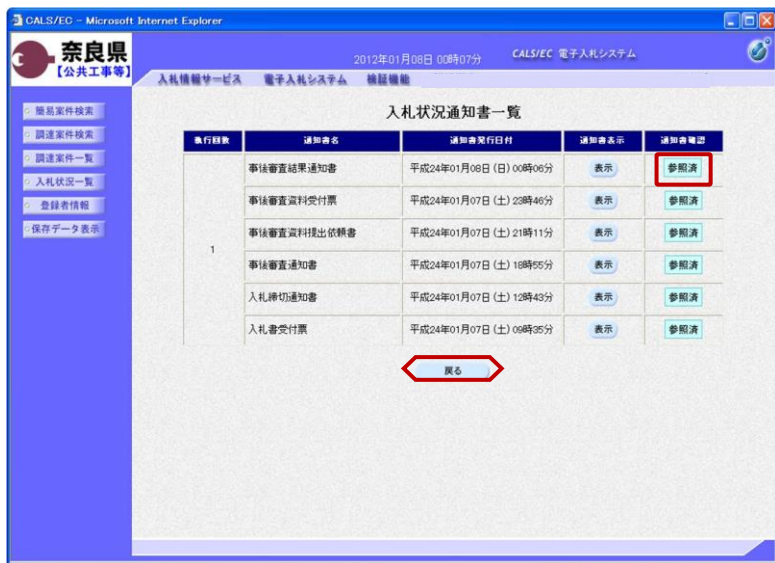 CALS/EC - Microsoft Internet Explorer
奈良県
【公共工事等】
2012年01月08日 00時07分
CALS/EC 電子入札システム
入札情報サービス 電子入札システム 検証機能
簡易案件検索
調達案件検索
調達案件一覧
入札状況一覧
登録者情報
保存データ表示
入札状況通知書一覧
執行回数 通知書名 通知書発行日付 通知書表示 通知書確認
事後審査結果通知書 平成24年01月08日 (日) 00時06分 表示 参照済
事後審査資料受付票 平成24年01月07日 (土) 23時46分 表示 参照済
事後審査資料提出依頼書 平成24年01月07日 (土) 21時11分 表示 参照済
1
事後審査通知書 平成24年01月07日 (土) 18時55分 表示 参照済
入札締切通知書 平成24年01月07日 (土) 12時43分 表示 参照済
入札書受付票 平成24年01月07日 (土) 09時35分 表示 参照済
戻る